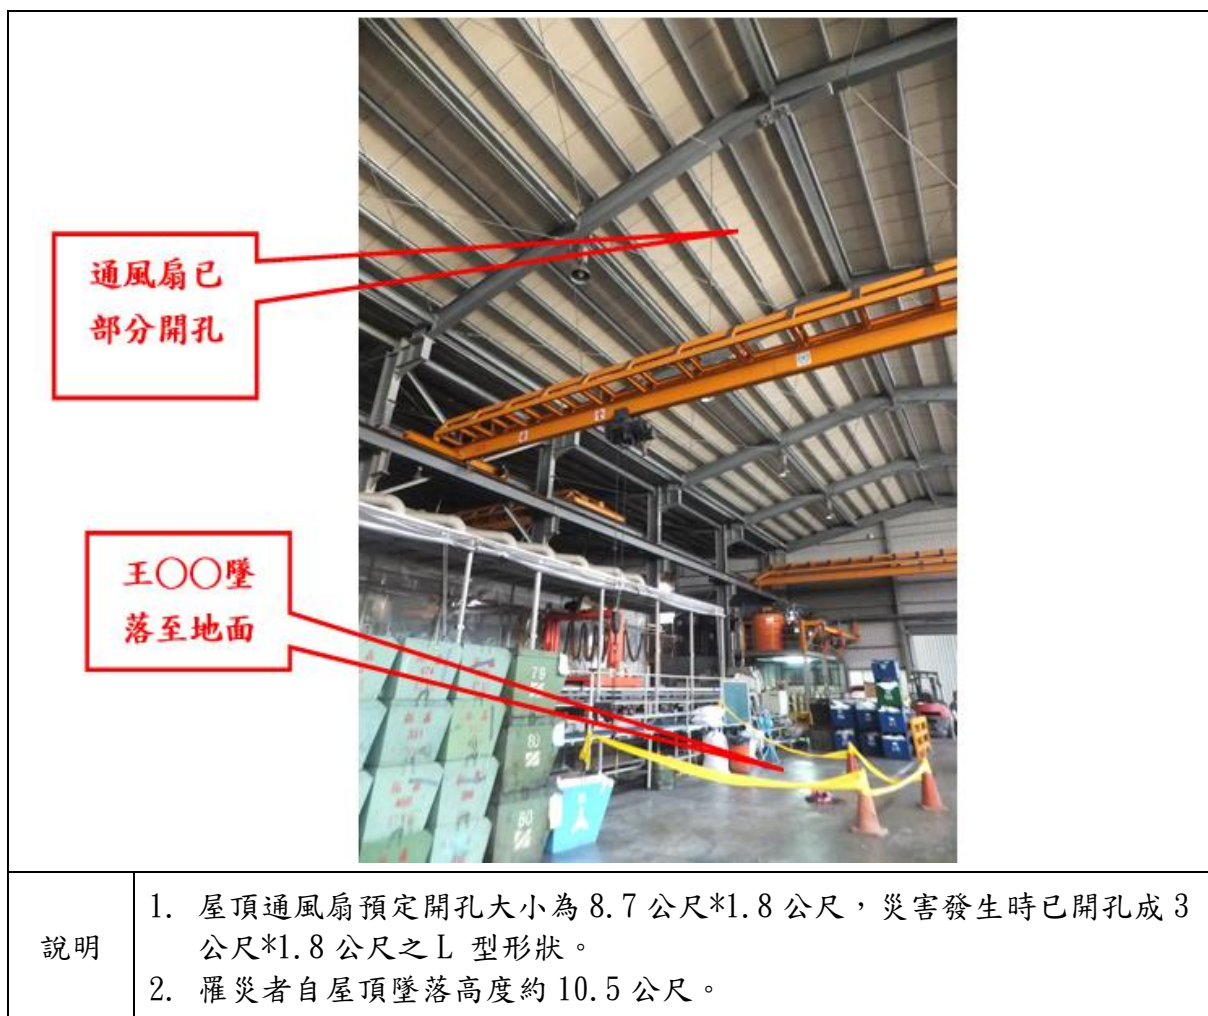 通風扇已
部分開孔
王○○墜
落至地面
79
80
80
說明
1. 屋頂通風扇預定開孔大小為 8.7 公尺*1.8 公尺，災害發生時已開孔成 3
公尺*1.8 公尺之 L 型形狀。
2. 罹災者自屋頂墜落高度約 10.5 公尺。